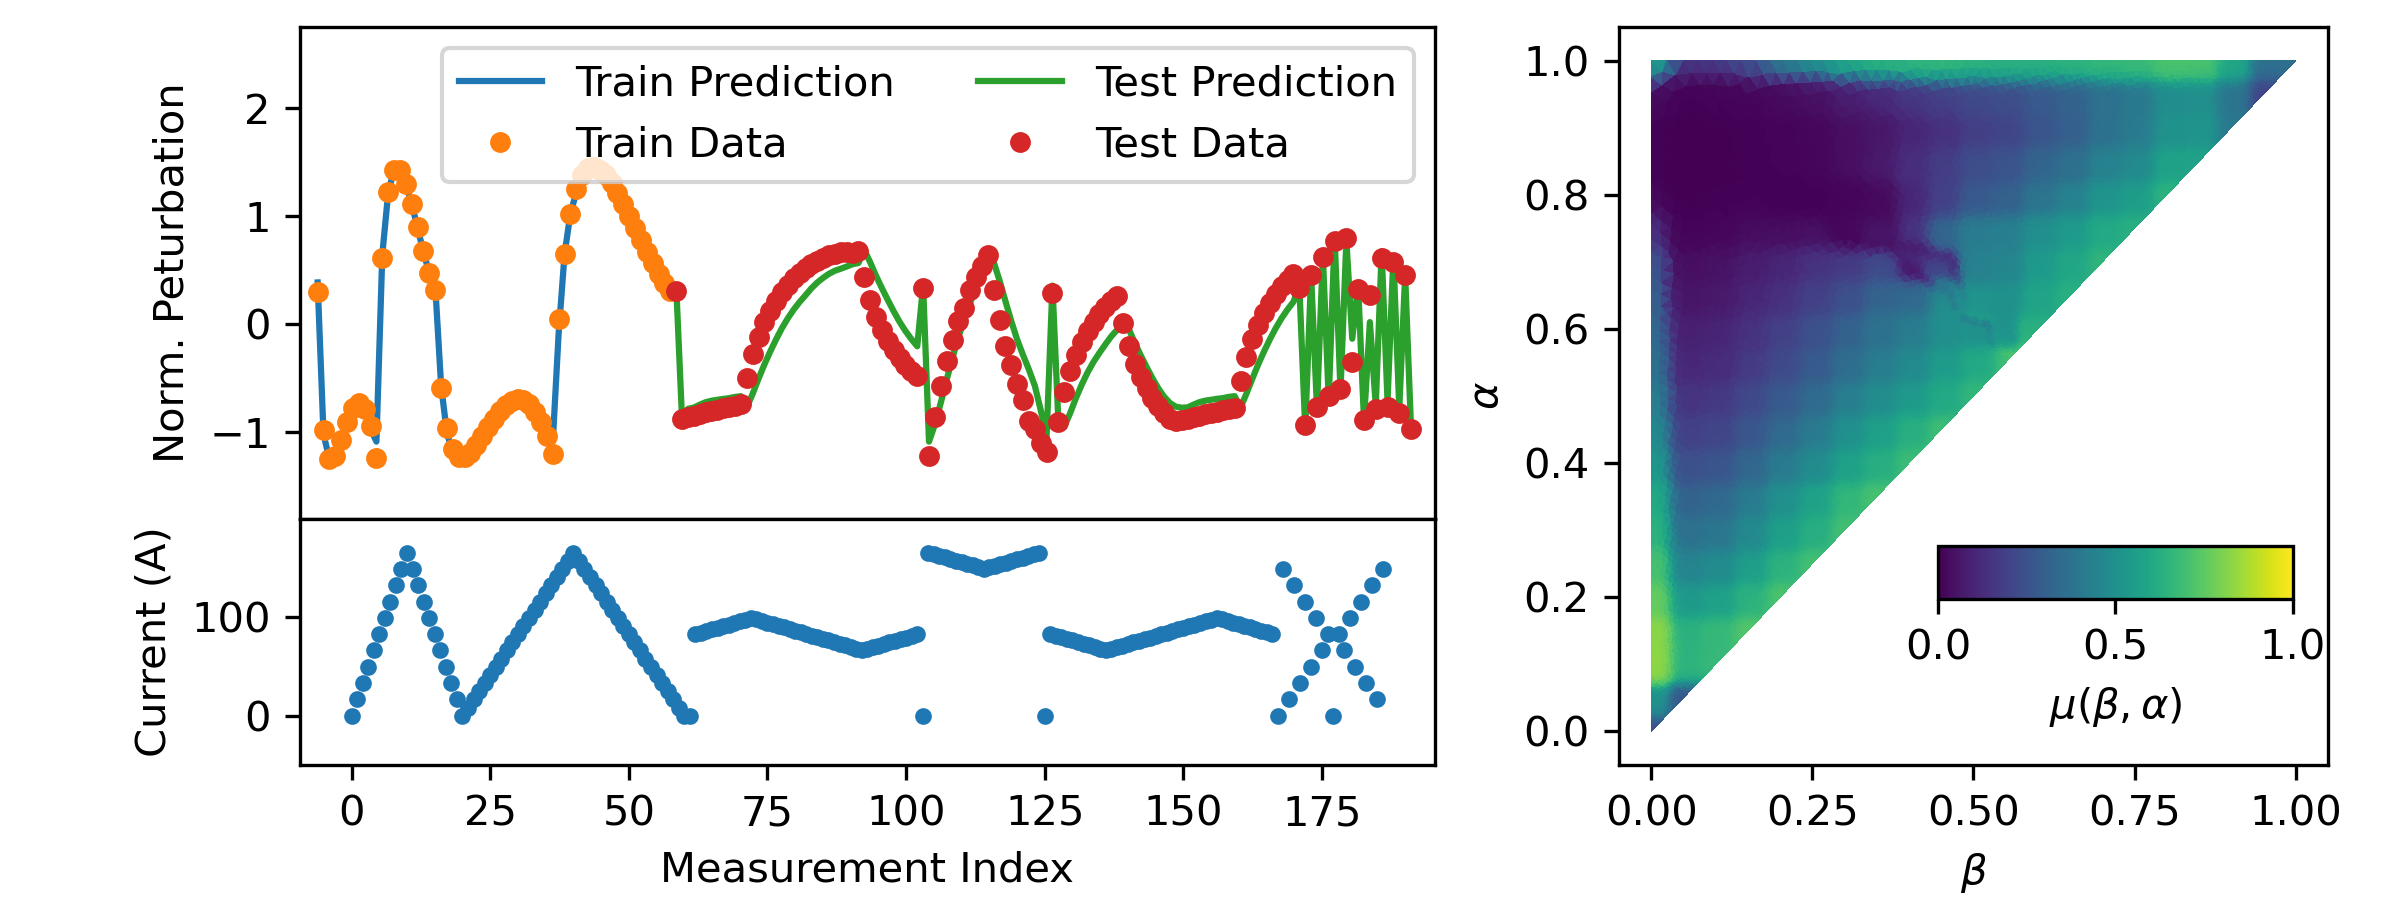 Norm. Peturbation
2
1
0
−1
Train Prediction
Train Data
Test Prediction
Test Data
Current (A)
100
0
0 25 50 75 100 125 150 175
Measurement Index
α
1.0
0.8
0.6
0.4
0.2
0.0
0.0 0.5 1.0
μ(β, α)
0.00 0.25 0.50 0.75 1.00
β